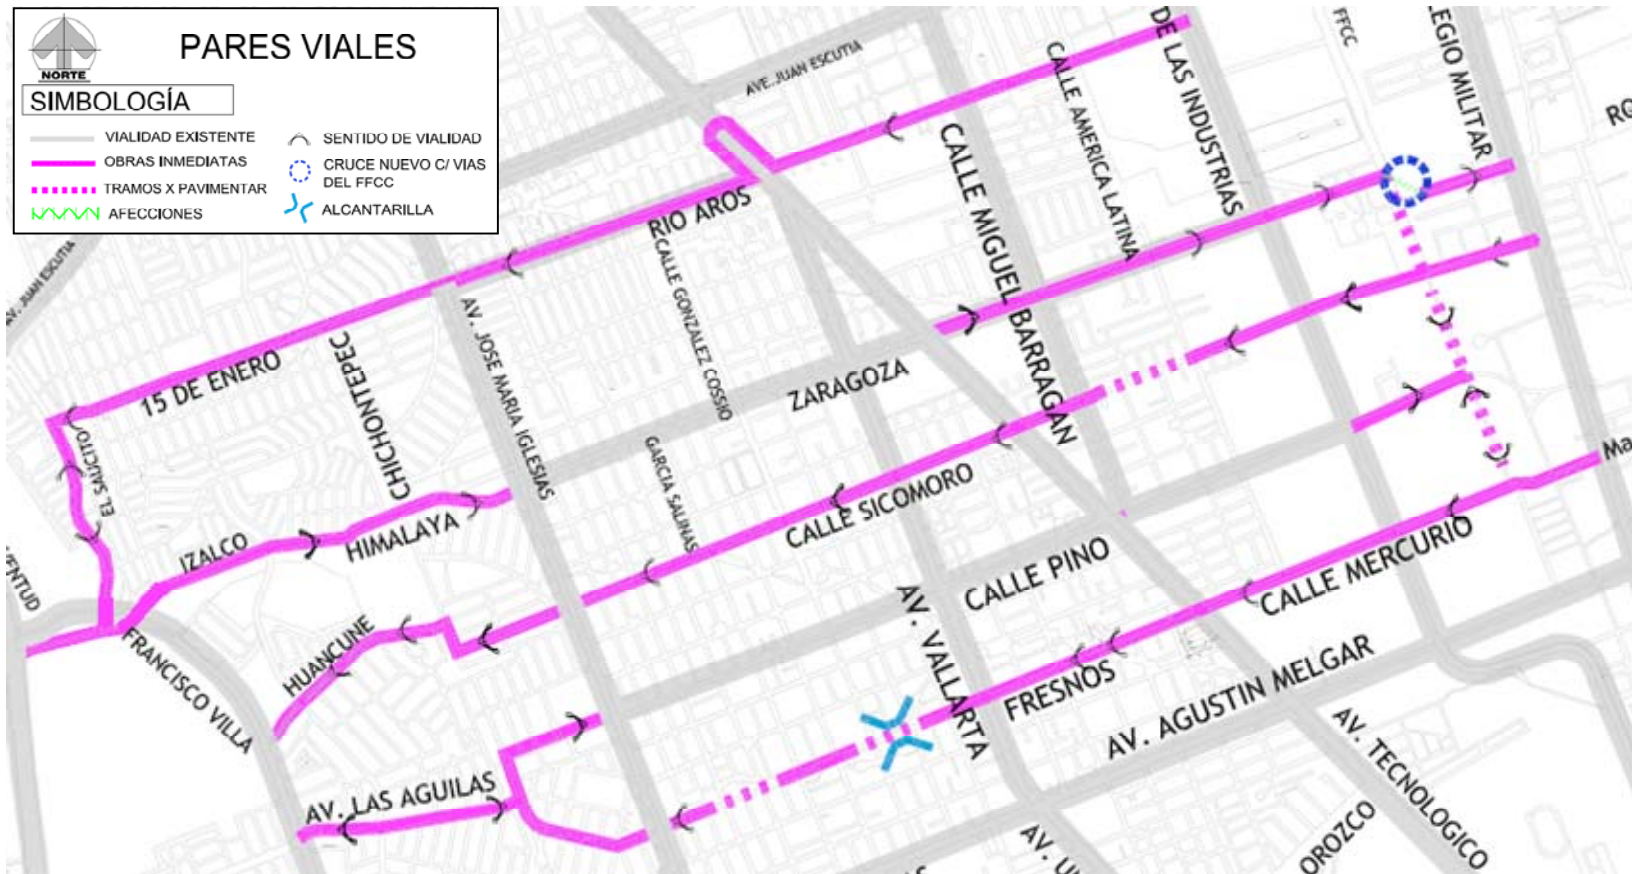 PARES VIALES
NORTE
SIMBOLOGÍA
VIALIDAD EXISTENTE
OBRAS INMEDIATAS
TRAMOS X PAVIMENTAR
AFECCIONES
SENTIDO DE VIALIDAD
CRUCE NUEVO C/ VIAS
DEL FFCC
ALCANTARILLA
AVE. JUAN ESCUTIA
DE LAS INDUSTRIAS
FFCC
EGIO MILITAR
CALLE AMERICA LATINA
CALLE MIGUEL BARRAGAN
RIO AROS
CALLE GONZALEZ COSSIO
AV. JUAN ESCUTIA
AV. JOSE MARIA IGLESIAS
15 DE ENERO
CHICHONTEPEC
ZARAGOZA
EL SAUCITO
GARCIA SALINAS
CALLE SICOMORO
IZALCO
HIMALAYA
VENTUD
HUANCUNE
FRANCISCO VILLA
CALLE PINO
AV. VALLARTA
CALLE MERCURIO
Ma
FRESNOS
AV. AGUSTIN MELGAR
AV. LAS AGUILAS
AV. TECNOLOGICO
OROZCO